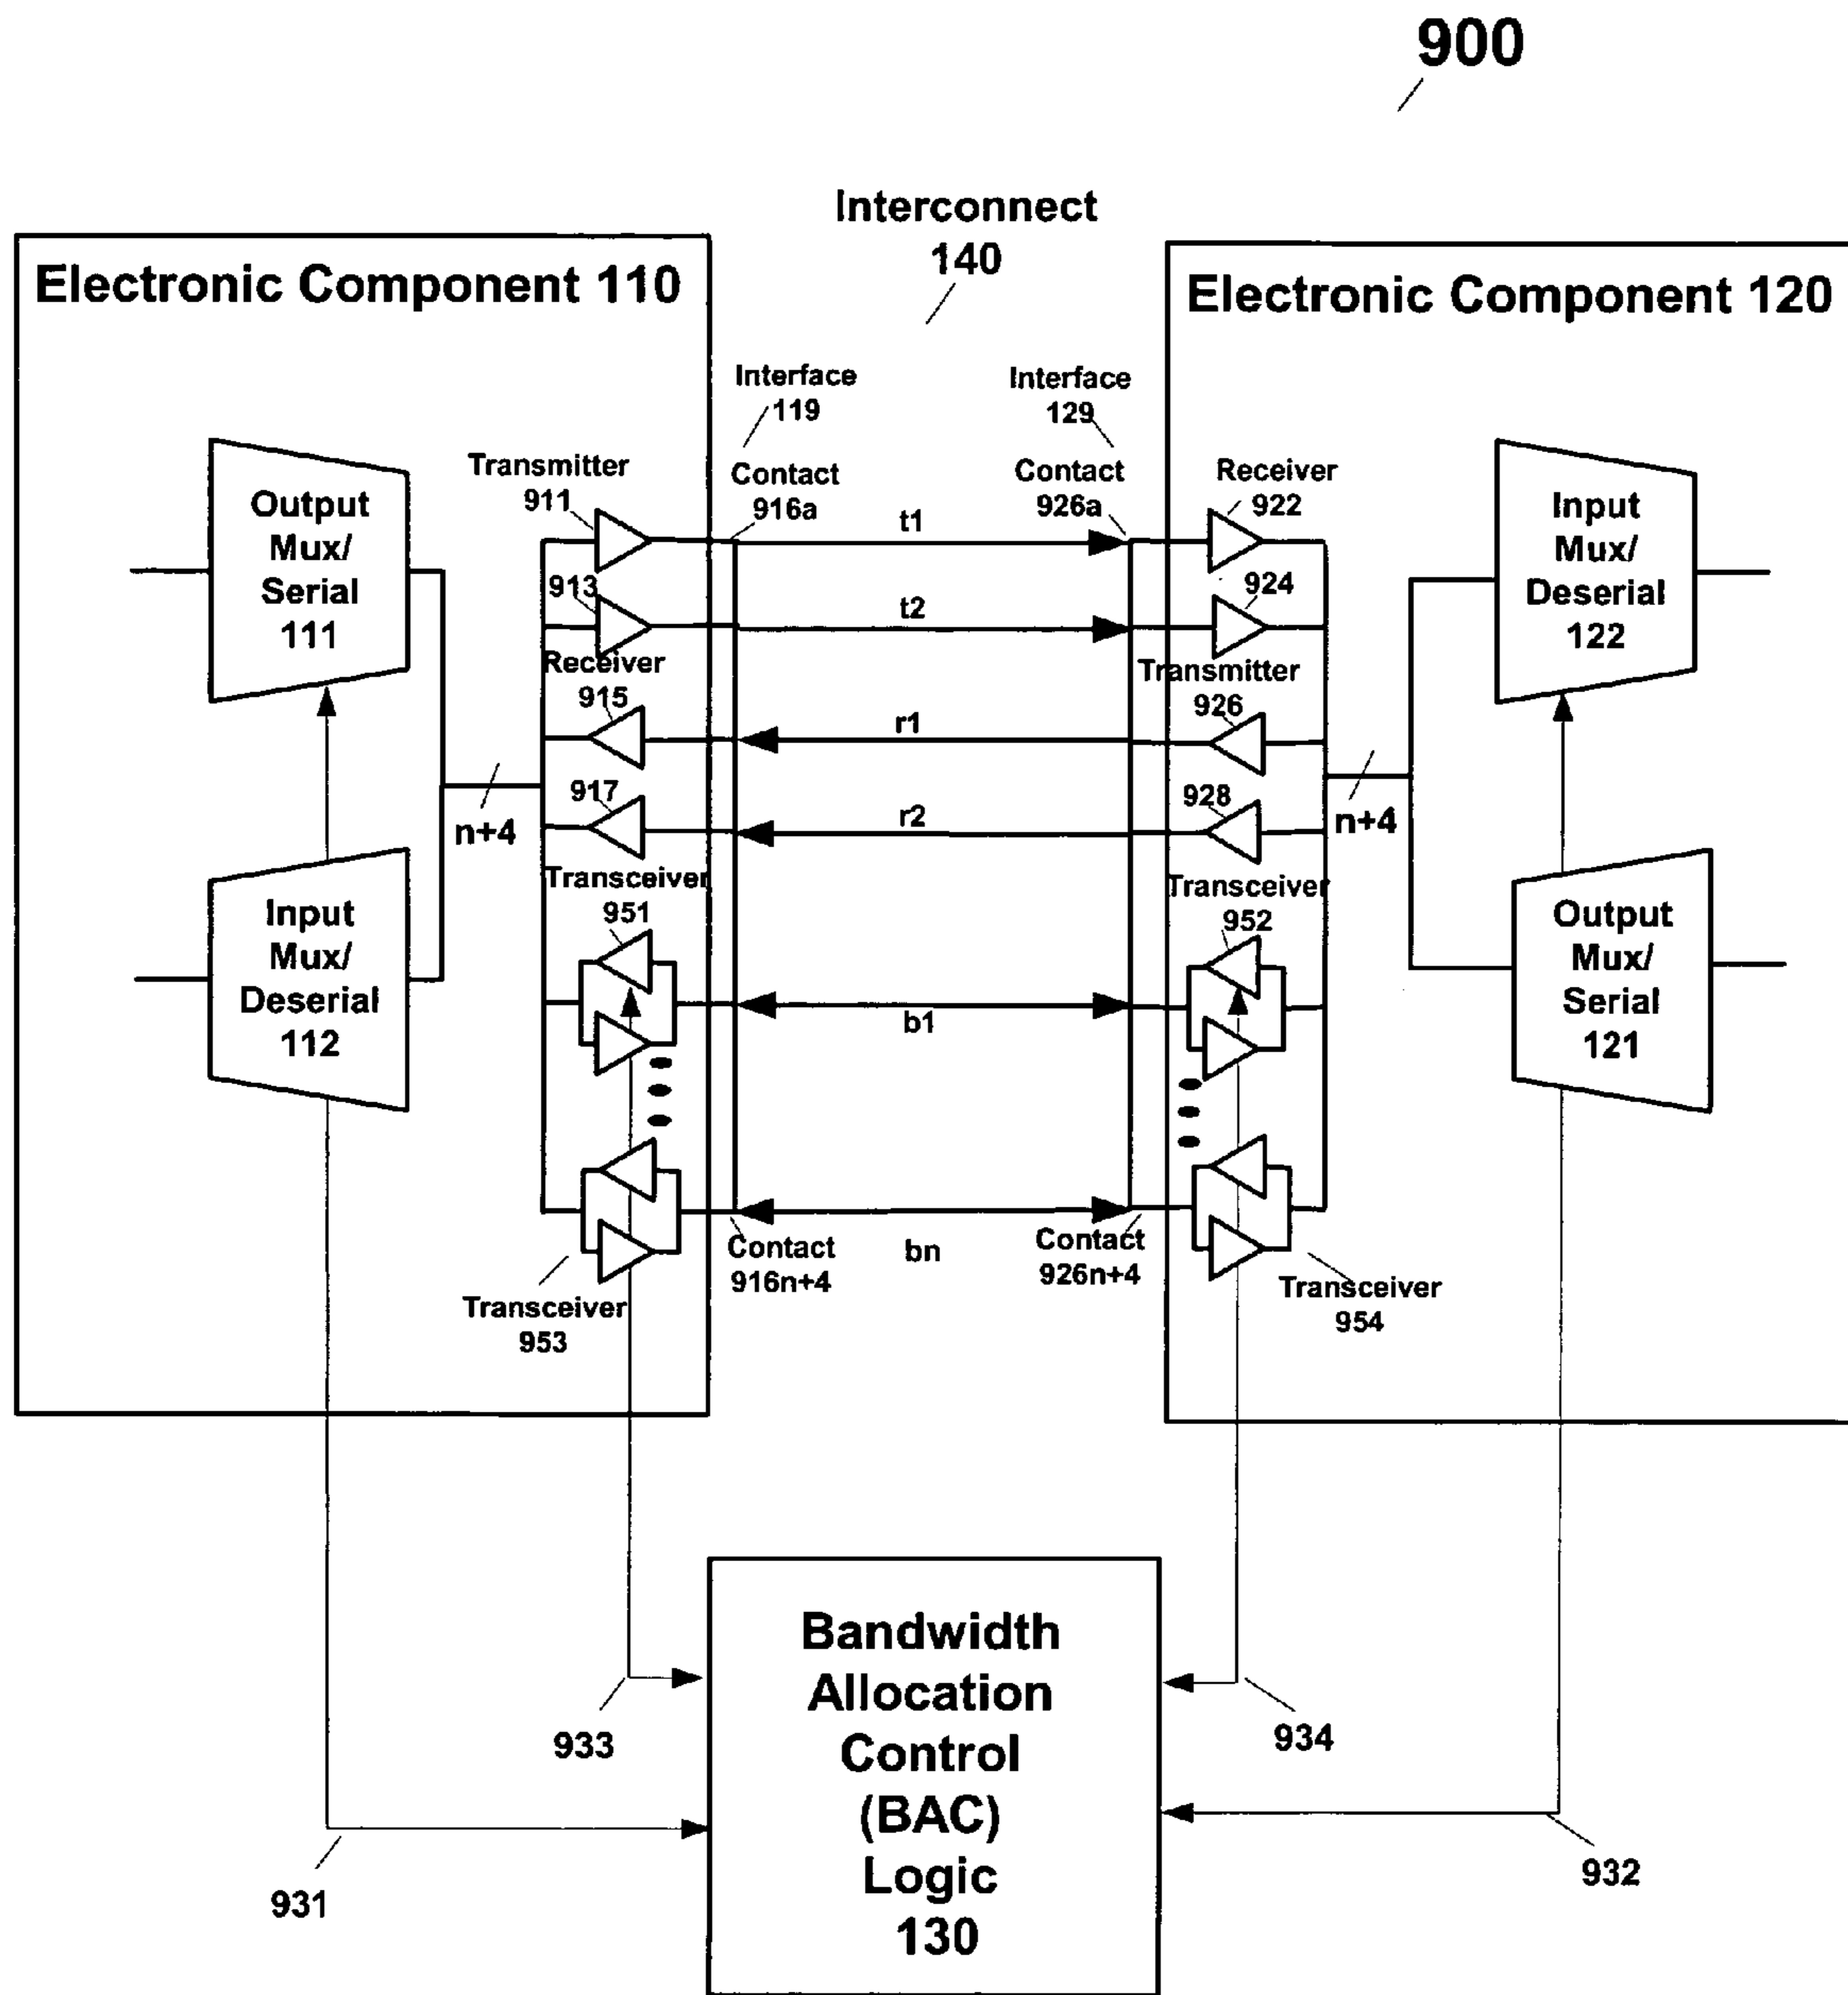 900
Interconnect
140
Electronic Component 110
Electronic Component 120
Interface
119
Interface
129
Transmitter
911
Contact
916a
Contact
926a
Receiver
922
Output
Mux/
Serial
111
Input
Mux/
Deserial
122
t1
913
924
t2
Receiver
915
Transmitter
926
r1
917
928
r2
n+4
n+4
Transceiver
951
Transceiver
952
Input
Mux/
Deserial
112
Output
Mux/
Serial
121
b1
Contact
916n+4
bn
Contact
926n+4
Transceiver
953
Transceiver
954
Bandwidth
Allocation
Control
(BAC)
Logic
130
933
934
931
932